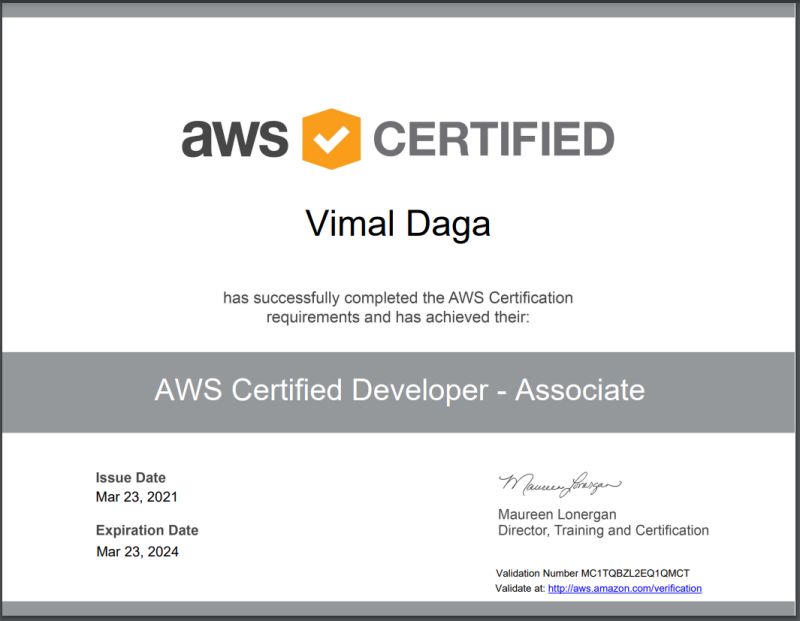 aws CERTIFIED
Vimal Daga
has successfully completed the AWS Certification
requirements and has achieved their:
AWS Certified Developer - Associate
Issue Date
Mar 23, 2021
Expiration Date
Mar 23, 2024
Maureen Lonergan
Maureen Lonergan
Director, Training and Certification
Validation Number MC1TQBZL2EQ1QMCT
Validate at: http://aws.amazon.com/verification